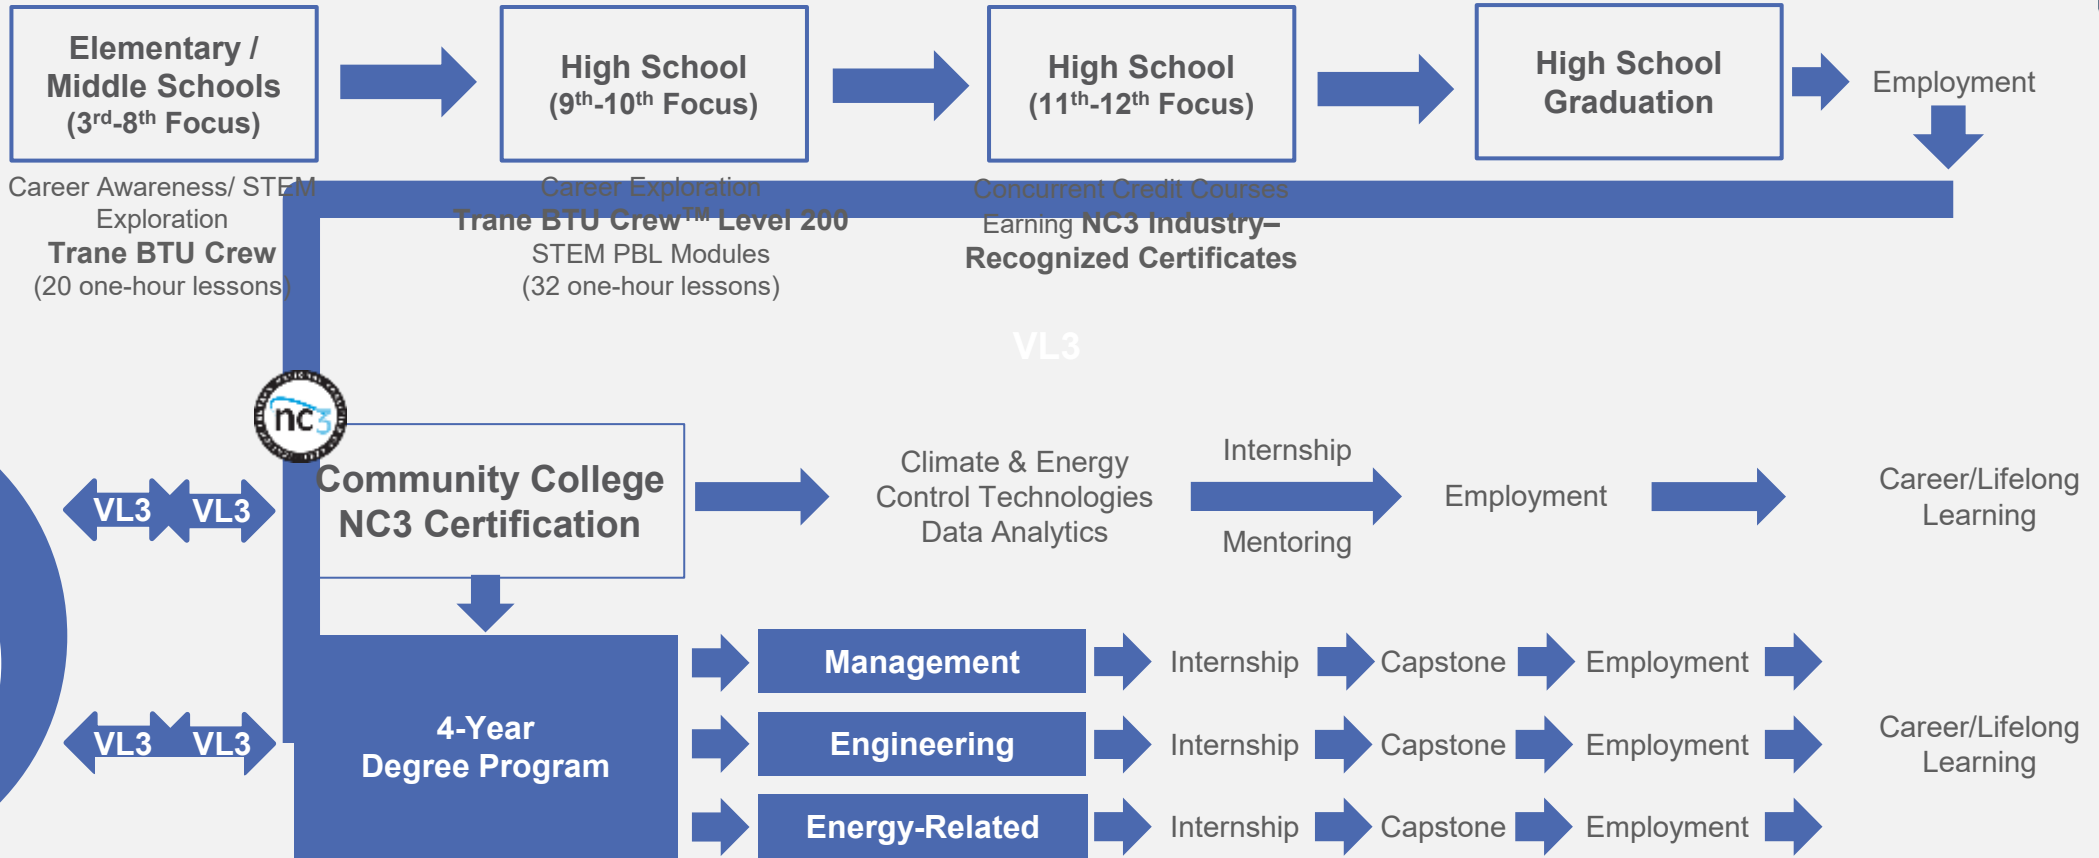 Elementary /
Middle Schools
(3rd-8th Focus)
High School
(9th-10th Focus)
High School
(11th-12th Focus)
High School
Graduation
Employment
Career Awareness/ STEM
Exploration
Trane BTU Crew
(20 one-hour lessons)
Career Exploration
Trane BTU Crew™ Level 200
STEM PBL Modules
(32 one-hour lessons)
Concurrent Credit Courses
Earning NC3 Industry–
Recognized Certificates
VL3
nc3
Community College
NC3 Certification
VL3 VL3
Climate & Energy
Control Technologies
Data Analytics
Internship
Mentoring
Employment
Career/Lifelong
Learning
4-Year
Degree Program
VL3 VL3
Management
Internship
Capstone
Employment
Engineering
Internship
Capstone
Employment
Energy-Related
Internship
Capstone
Employment
Career/Lifelong
Learning